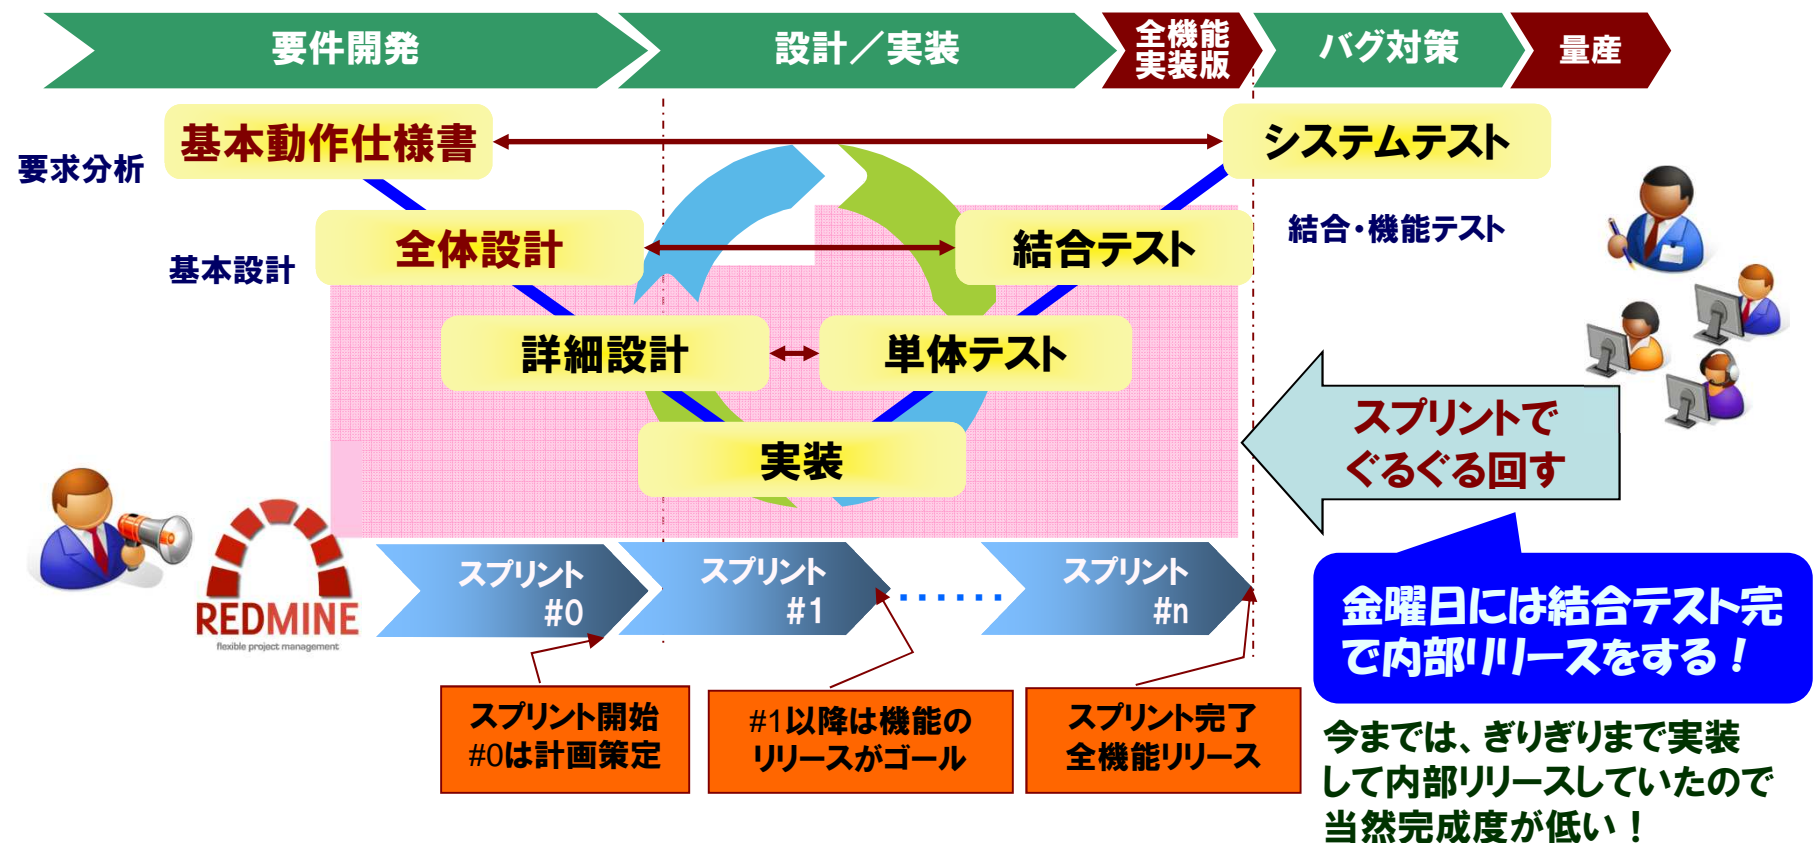 要件開発
設計／実装
全機能
実装版
バグ対策
量産
基本動作仕様書
システムテスト
要求分析
全体設計
結合テスト
結合・機能テスト
基本設計
詳細設計
単体テスト
実装
スプリントで
ぐるぐる回す
REDMINE
flexible project management
スプリント
#0
スプリント
#1
スプリント
#n
金曜日には結合テスト完
で内部リリースをする！
スプリント開始
#0は計画策定
#1以降は機能の
リリースがゴール
スプリント完了
全機能リリース
今までは、ぎりぎりまで実装
して内部リリースしていたので
当然完成度が低い！